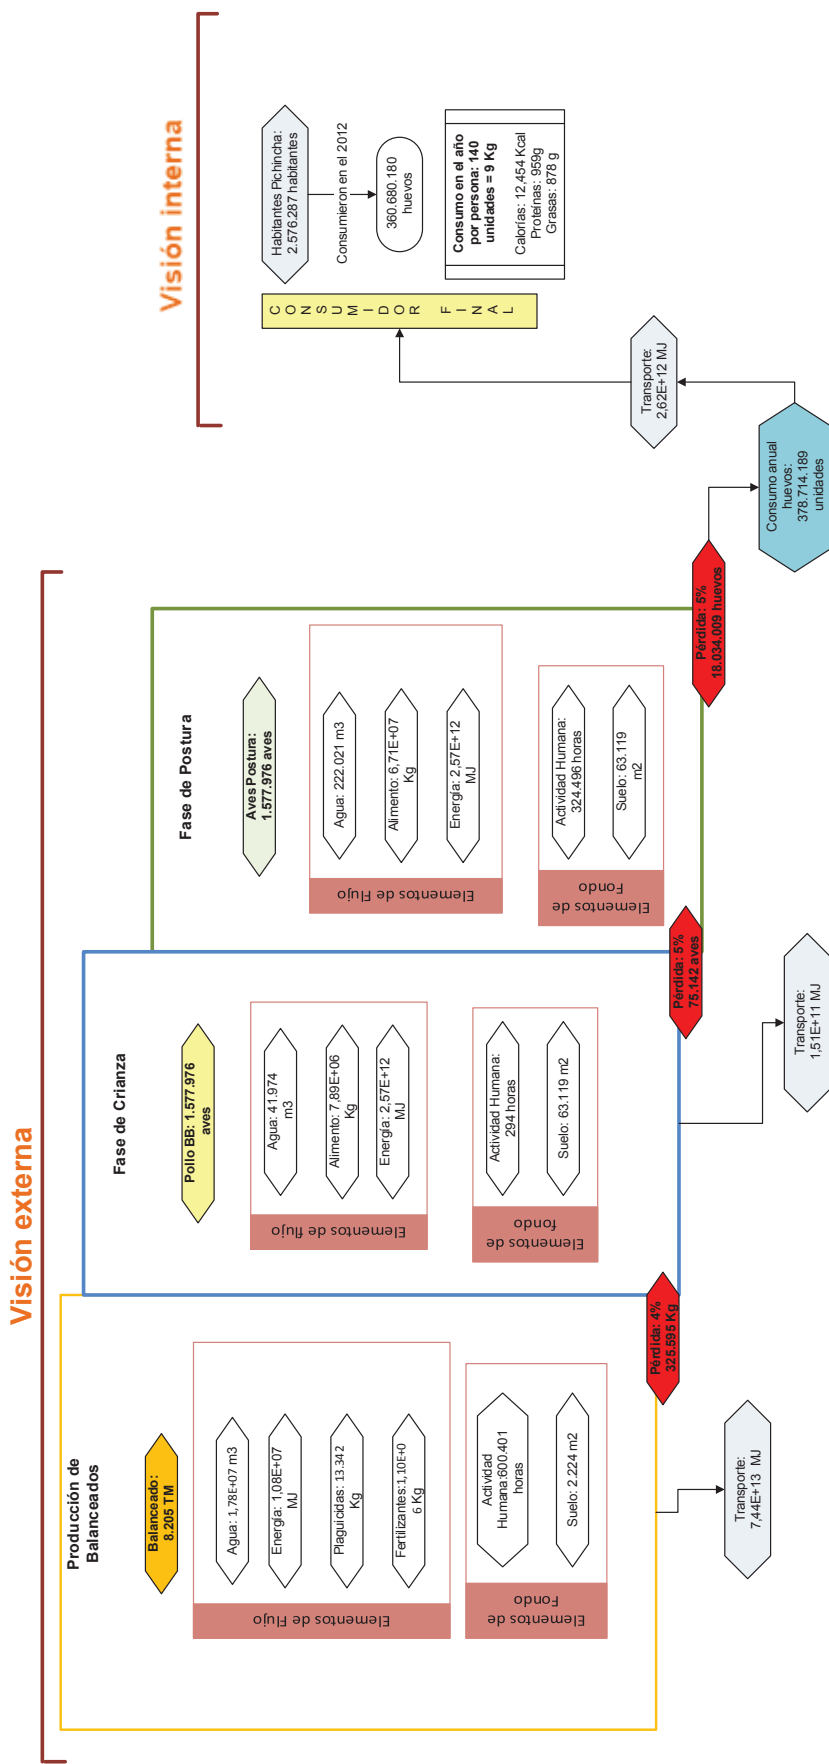 Visión externa
Producción de
Balanceados
Balanceado:
8.205 TM
Elementos de Flujo
Agua: 1,78E+07 m3
Energía: 1,08E+07
MJ
Plaguicidas: 13.342
Kg
Fertilizantes:1,10E+0
6 Kg
Elementos de
Fondo
Actividad
Humana:600.401
horas
Suelo: 2.224 m2
Pérdida: 4%
325.595 Kg
Transporte:
7,44E+13 MJ
Fase de Crianza
Pollo BB: 1.577.976
aves
Elementos de flujo
Agua: 41.974
m3
Alimento: 7,89E+06
Kg
Energía: 2,57E+12
MJ
Elementos de
fondo
Actividad Humana:
294 horas
Suelo: 63.119 m2
Pérdida: 5%
75.142 aves
Transporte:
1,51E+11 MJ
Fase de Postura
Aves Postura:
1.577.976 aves
Elementos de Flujo
Agua: 222.021 m3
Alimento: 6,71E+07
Kg
Energía: 2,57E+12
MJ
Elementos de
Fondo
Actividad Humana:
324.496 horas
Suelo: 63.119
m2
Pérdida: 5%
18.034.009 huevos
Consumo anual
huevos:
378.714.189
unidades
Transporte:
2,62E+12 MJ
Visión interna
CONSUMIDOR FINAL
Habitantes Pichincha:
2.576.287 habitantes
Consumieron en el 2012
360.680.180
huevos
Consumo en el año
por persona: 140
unidades = 9 Kg
Calorías: 12,454 Kcal
Proteínas: 959g
Grasas: 878 g